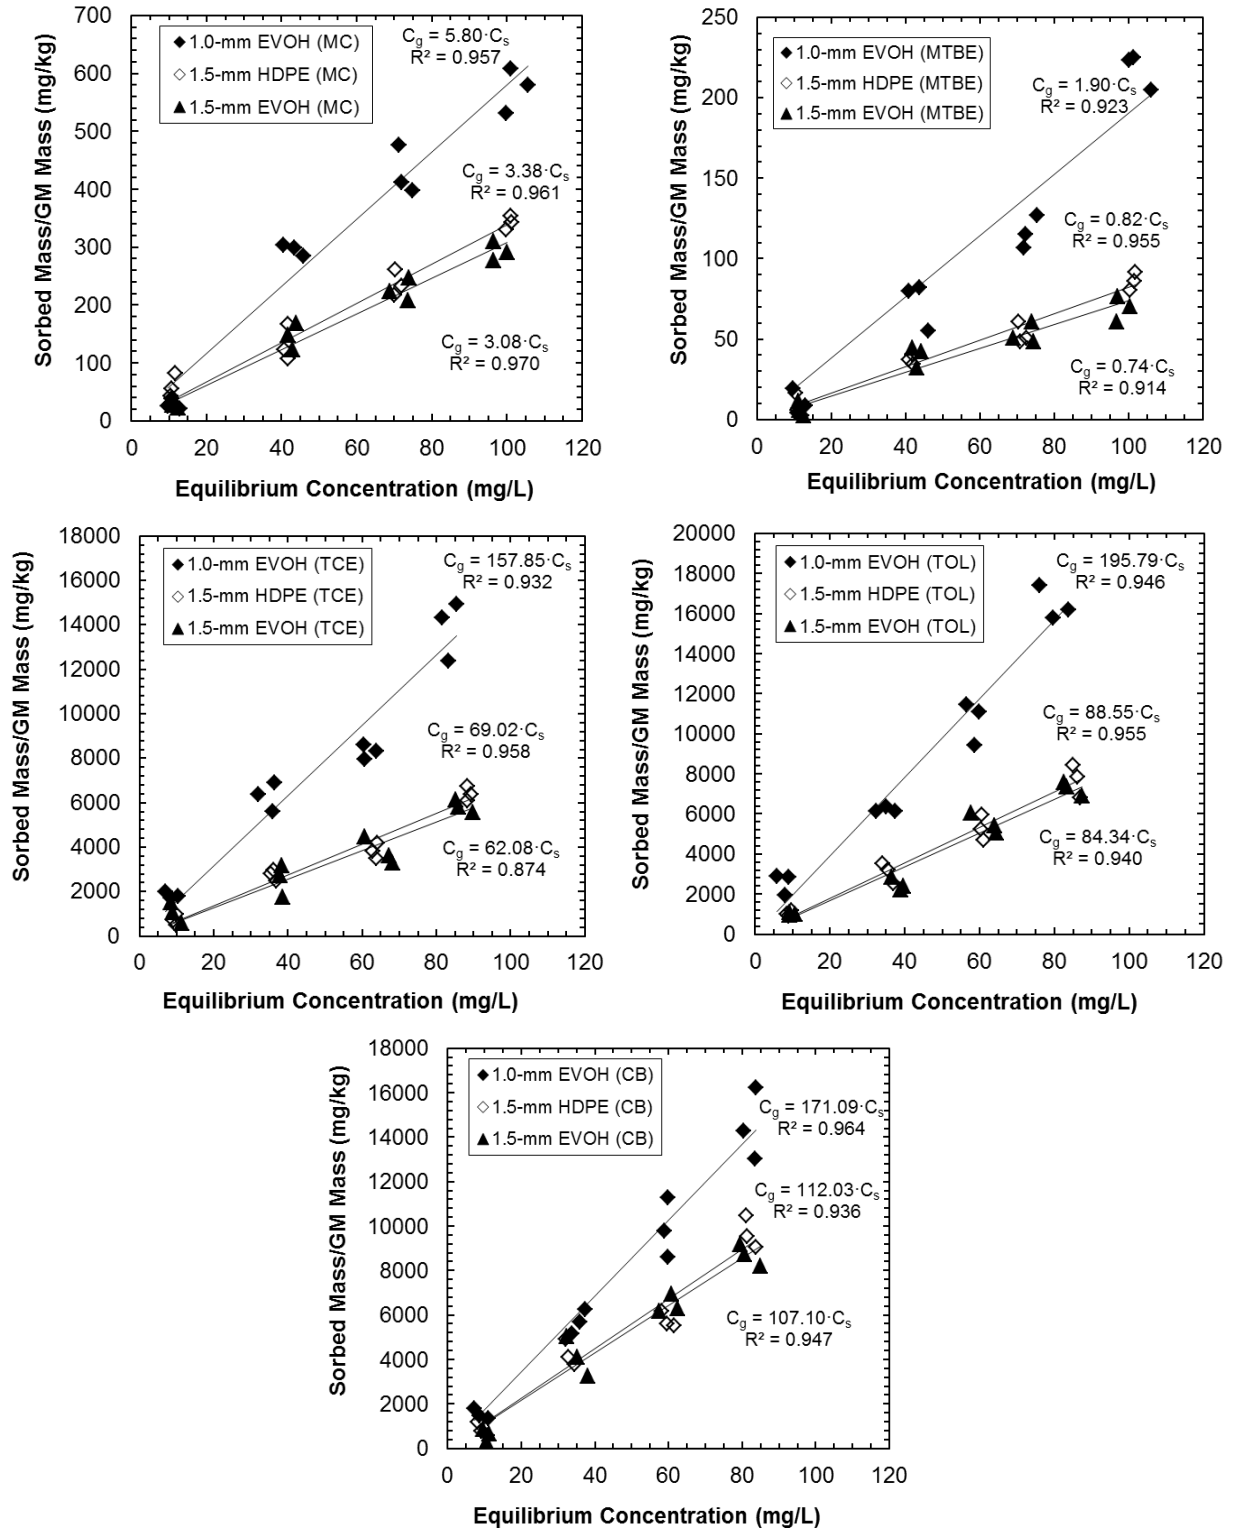 Sorbed Mass/GM Mass (mg/kg)
700
600
500
400
300
200
100
0
1.0-mm EVOH (MC)
1.5-mm HDPE (MC)
1.5-mm EVOH (MC)
Cg = 5.80·Cs
R² = 0.957
Cg = 3.38·Cs
R² = 0.961
Cg = 3.08·Cs
R² = 0.970
0 20 40 60 80 100 120
Equilibrium Concentration (mg/L)
Sorbed Mass/GM Mass (mg/kg)
250
200
150
100
50
0
1.0-mm EVOH (MTBE)
1.5-mm HDPE (MTBE)
1.5-mm EVOH (MTBE)
Cg = 1.90·Cs
R² = 0.923
Cg = 0.82·Cs
R² = 0.955
Cg = 0.74·Cs
R² = 0.914
0 20 40 60 80 100 120
Equilibrium Concentration (mg/L)
Sorbed Mass/GM Mass (mg/kg)
18000
16000
14000
12000
10000
8000
6000
4000
2000
0
1.0-mm EVOH (TCE)
1.5-mm HDPE (TCE)
1.5-mm EVOH (TCE)
Cg = 157.85·Cs
R² = 0.932
Cg = 69.02·Cs
R² = 0.958
Cg = 62.08·Cs
R² = 0.874
0 20 40 60 80 100 120
Equilibrium Concentration (mg/L)
Sorbed Mass/GM Mass (mg/kg)
20000
18000
16000
14000
12000
10000
8000
6000
4000
2000
0
1.0-mm EVOH (TOL)
1.5-mm HDPE (TOL)
1.5-mm EVOH (TOL)
Cg = 195.79·Cs
R² = 0.946
Cg = 88.55·Cs
R² = 0.955
Cg = 84.34·Cs
R² = 0.940
0 20 40 60 80 100 120
Equilibrium Concentration (mg/L)
Sorbed Mass/GM Mass (mg/kg)
18000
16000
14000
12000
10000
8000
6000
4000
2000
0
1.0-mm EVOH (CB)
1.5-mm HDPE (CB)
1.5-mm EVOH (CB)
Cg = 171.09·Cs
R² = 0.964
Cg = 112.03·Cs
R² = 0.936
Cg = 107.10·Cs
R² = 0.947
0 20 40 60 80 100 120
Equilibrium Concentration (mg/L)